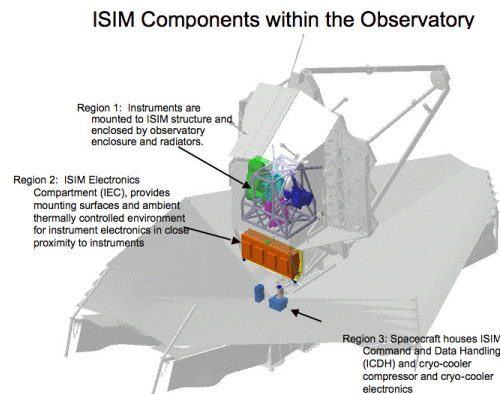 ISIM Components within the Observatory
Region 1: Instruments are
mounted to ISIM structure and
enclosed by observatory
enclosure and radiators.
Region 2: ISIM Electronics
Compartment (IEC), provides
mounting surfaces and ambient
thermally controlled environment
for instrument electronics in close
proximity to instruments
Region 3: Spacecraft houses ISIM
Command and Data Handling
(ICDH) and cryo-cooler
compressor and cryo-cooler
electronics